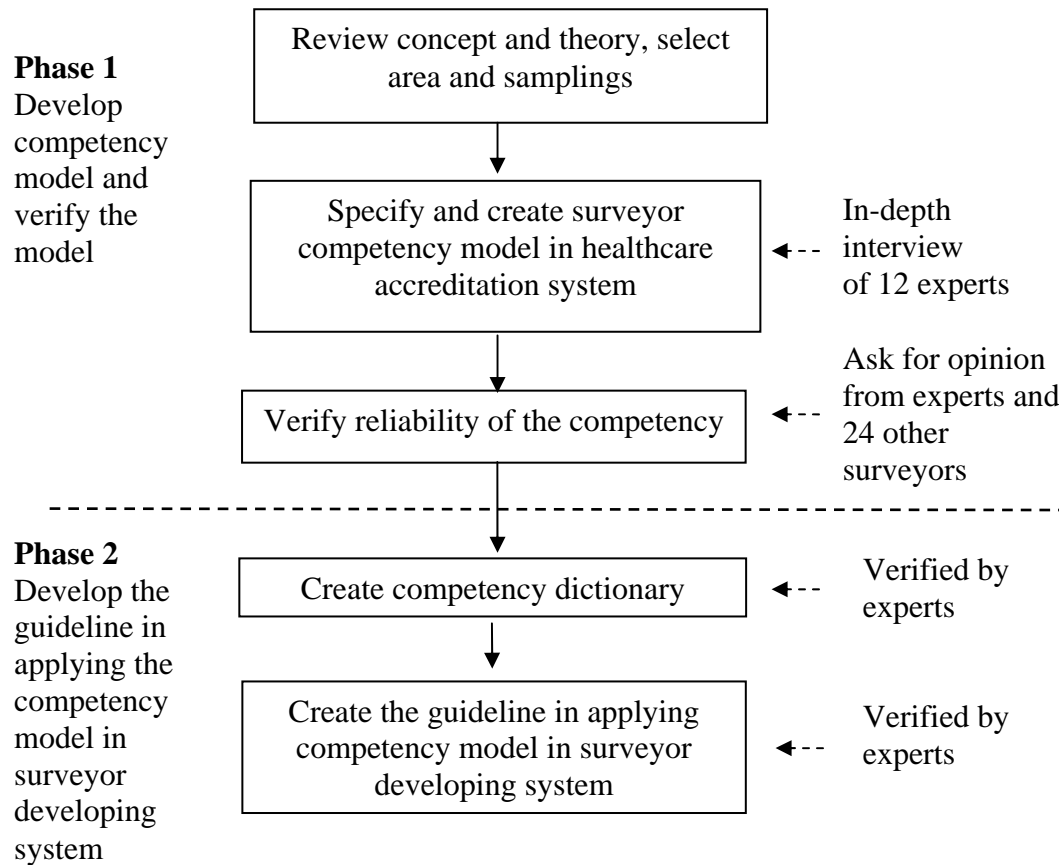 Review concept and theory, select
area and samplings
Phase 1
Develop
competency
model and
verify the
model
Specify and create surveyor
competency model in healthcare
accreditation system
In-depth
interview
of 12 experts
Verify reliability of the competency
Ask for opinion
from experts and
24 other
surveyors
Phase 2
Develop the
guideline in
applying the
competency
model in
surveyor
developing
system
Create competency dictionary
Verified by
experts
Create the guideline in applying
competency model in surveyor
developing system
Verified by
experts